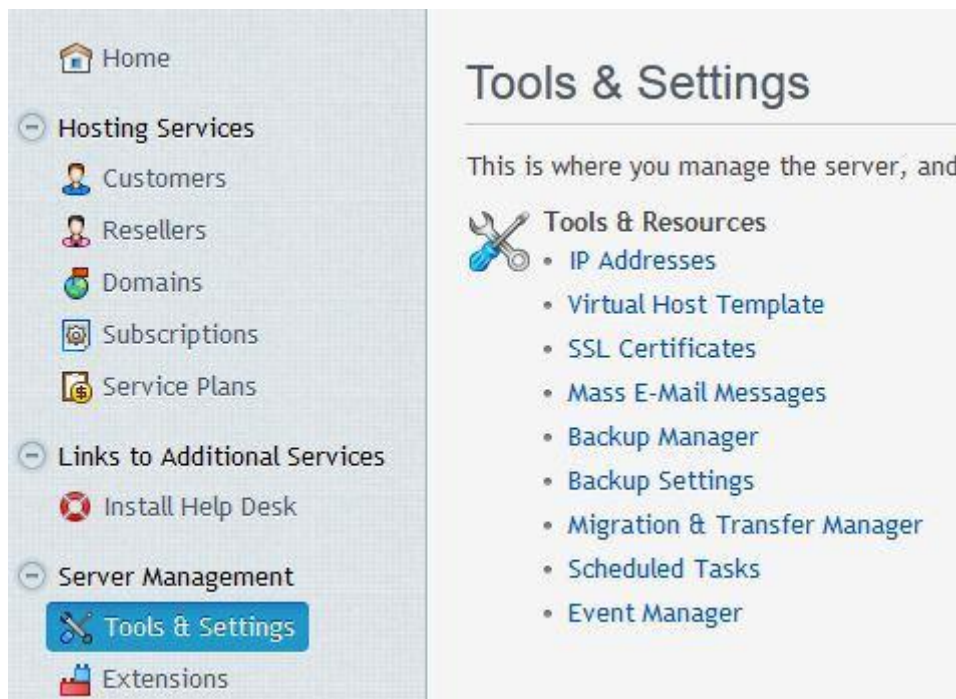 Home
Hosting Services
Customers
Resellers
Domains
Subscriptions
Service Plans
Links to Additional Services
Install Help Desk
Server Management
Tools & Settings
Extensions
Tools & Settings
This is where you manage the server, and
Tools & Resources
IP Addresses
Virtual Host Template
SSL Certificates
Mass E-Mail Messages
Backup Manager
Backup Settings
Migration & Transfer Manager
Scheduled Tasks
Event Manager